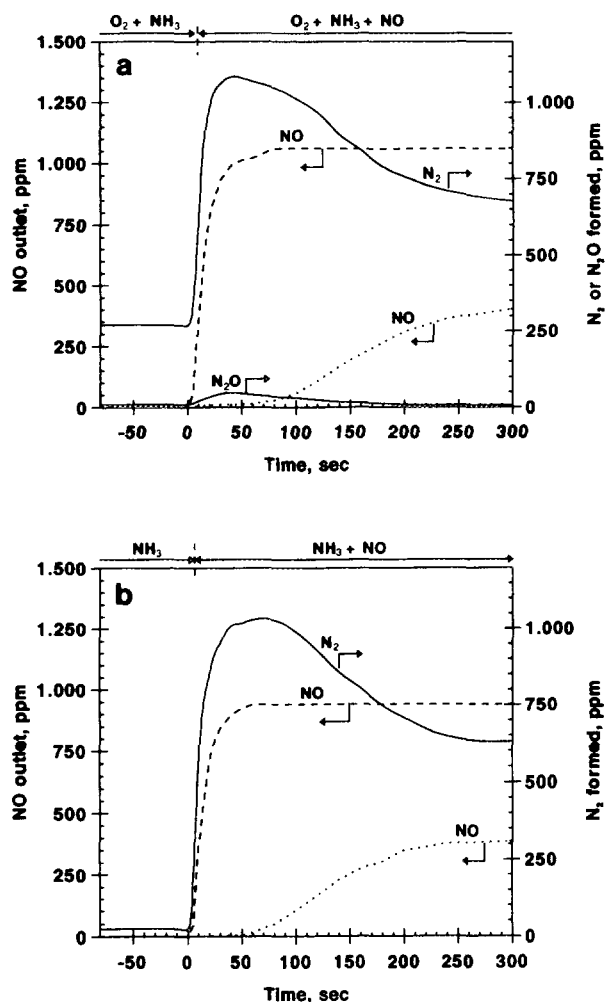 O₂ + NH₃ O₂ + NH₃ + NO
a
1.500
1.250
1.000
750
500
250
0
NO outlet, ppm
1.000
750
500
250
0
N₂ or N₂O formed, ppm
NO
N₂
NO
N₂O
-50 0 50 100 150 200 250 300
Time, sec
NH₃ NH₃ + NO
b
1.500
1.250
1.000
750
500
250
0
NO outlet, ppm
1.000
750
500
250
0
N₂ formed, ppm
N₂
NO
NO
-50 0 50 100 150 200 250 300
Time, sec